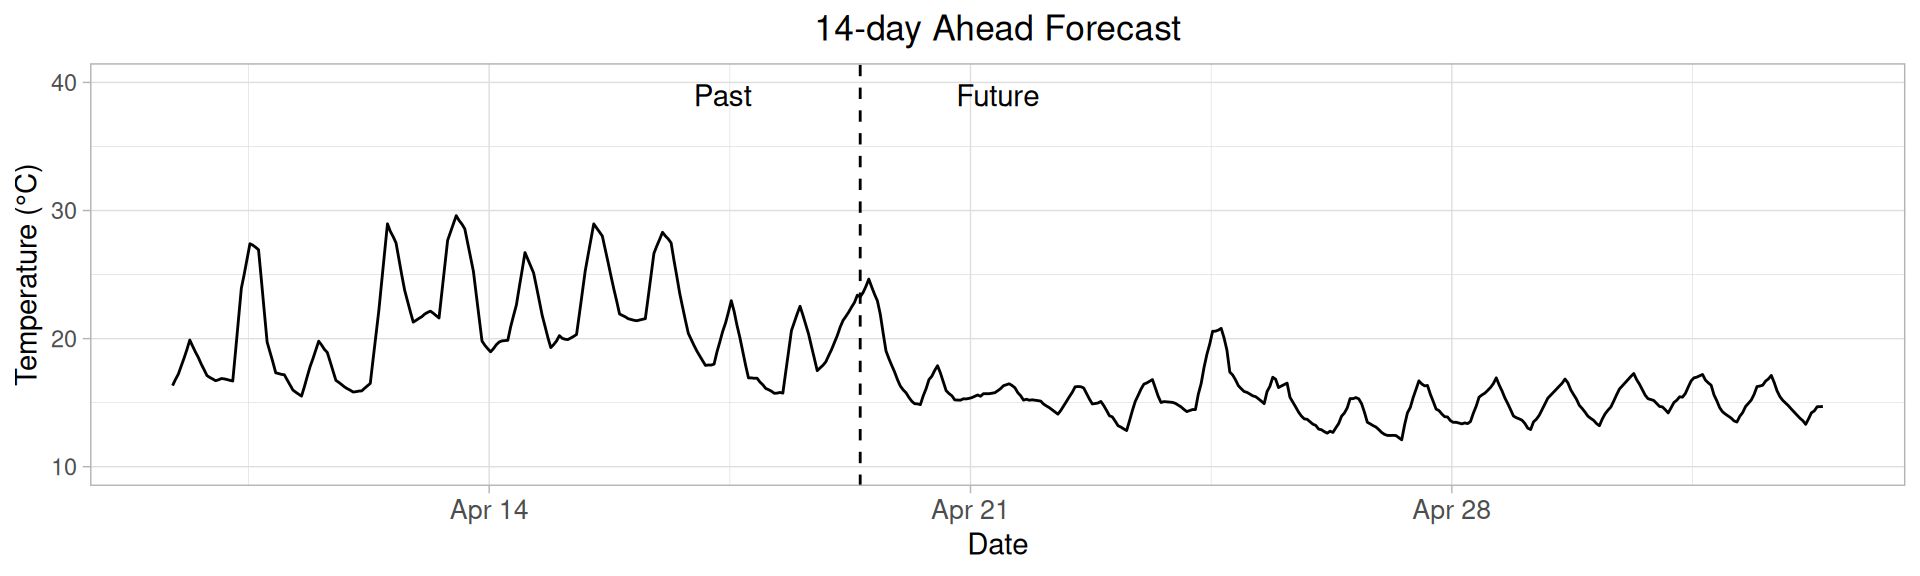 14-day Ahead Forecast
Past
Future
40
30
20
10
Temperature (°C)
Apr 14
Apr 21
Apr 28
Date